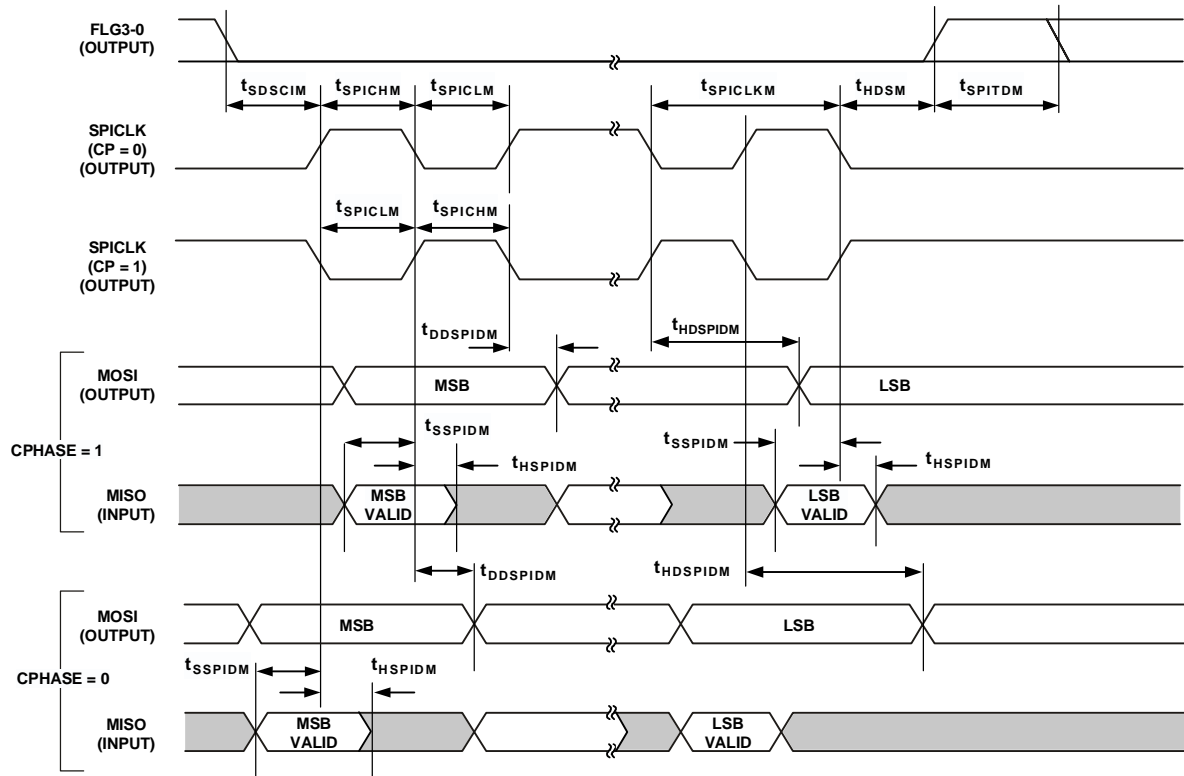 FLG3-0
(OUTPUT)
tSDSCIM tSPICHM tSPICLM tSPICLKM tHDSM tSPITDM
SPICLK
(CP = 0)
(OUTPUT)
tSPICLM tSPICHM
SPICLK
(CP = 1)
(OUTPUT)
tDDSPIDM tHDSPIDM
MOSI
(OUTPUT)
MSB LSB
CPHASE = 1
tSSPIDM tSSPIDM
tHSPIDM tHSPIDM
MISO
(INPUT)
MSB
VALID
LSB
VALID
tDDSPIDM tHDSPIDM
MOSI
(OUTPUT)
MSB LSB
CPHASE = 0
tSSPIDM tHSPIDM
MISO
(INPUT)
MSB
VALID
LSB
VALID